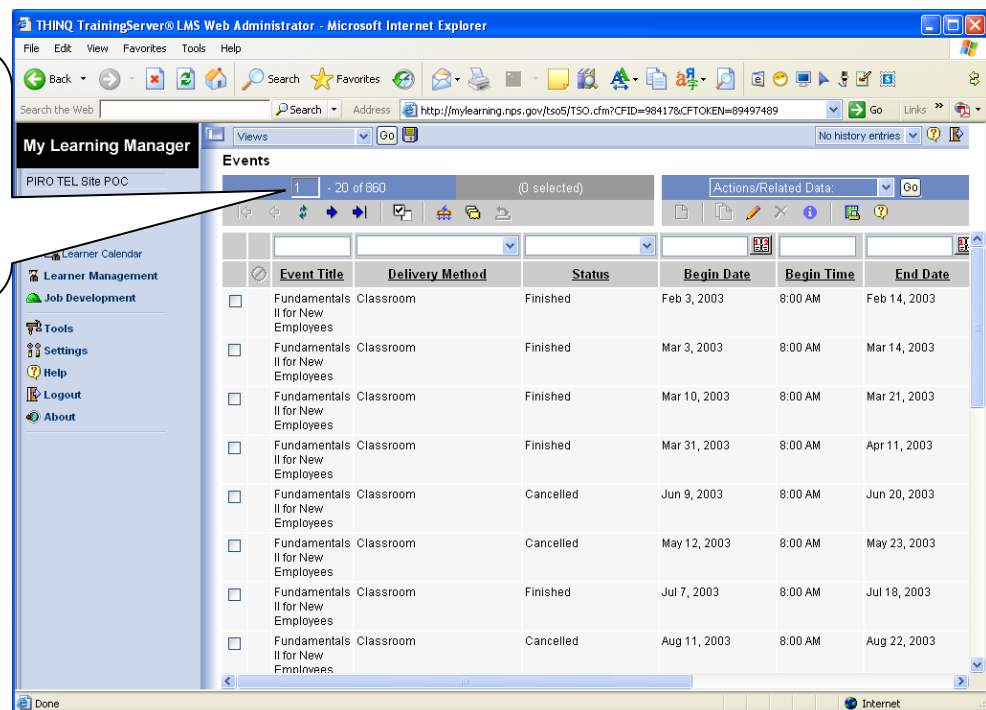 THINQ TrainingServer® LMS Web Administrator - Microsoft Internet Explorer
File Edit View Favorites Tools Help
Back Search Favorites
Search the Web Search Address http://mylearning.nps.gov/tso5/TSO.cfm?CFID=98417&CFTOKEN=89497489 Go Links »
My Learning Manager
Views Go No history entries
Events
PIRO TEL Site POC
1 - 20 of 860 (0 selected) Actions/Related Data: Go
Learner Calendar
Learner Management
Job Development
Tools
Settings
Help
Logout
About
Event Title Delivery Method Status Begin Date Begin Time End Date
Fundamentals Classroom Finished Feb 3, 2003 8:00 AM Feb 14, 2003
II for New
Employees
Fundamentals Classroom Finished Mar 3, 2003 8:00 AM Mar 14, 2003
II for New
Employees
Fundamentals Classroom Finished Mar 10, 2003 8:00 AM Mar 21, 2003
II for New
Employees
Fundamentals Classroom Finished Mar 31, 2003 8:00 AM Apr 11, 2003
II for New
Employees
Fundamentals Classroom Cancelled Jun 9, 2003 8:00 AM Jun 20, 2003
II for New
Employees
Fundamentals Classroom Cancelled May 12, 2003 8:00 AM May 23, 2003
II for New
Employees
Fundamentals Classroom Finished Jul 7, 2003 8:00 AM Jul 18, 2003
II for New
Employees
Fundamentals Classroom Cancelled Aug 11, 2003 8:00 AM Aug 22, 2003
II for New
Employees
Done Internet